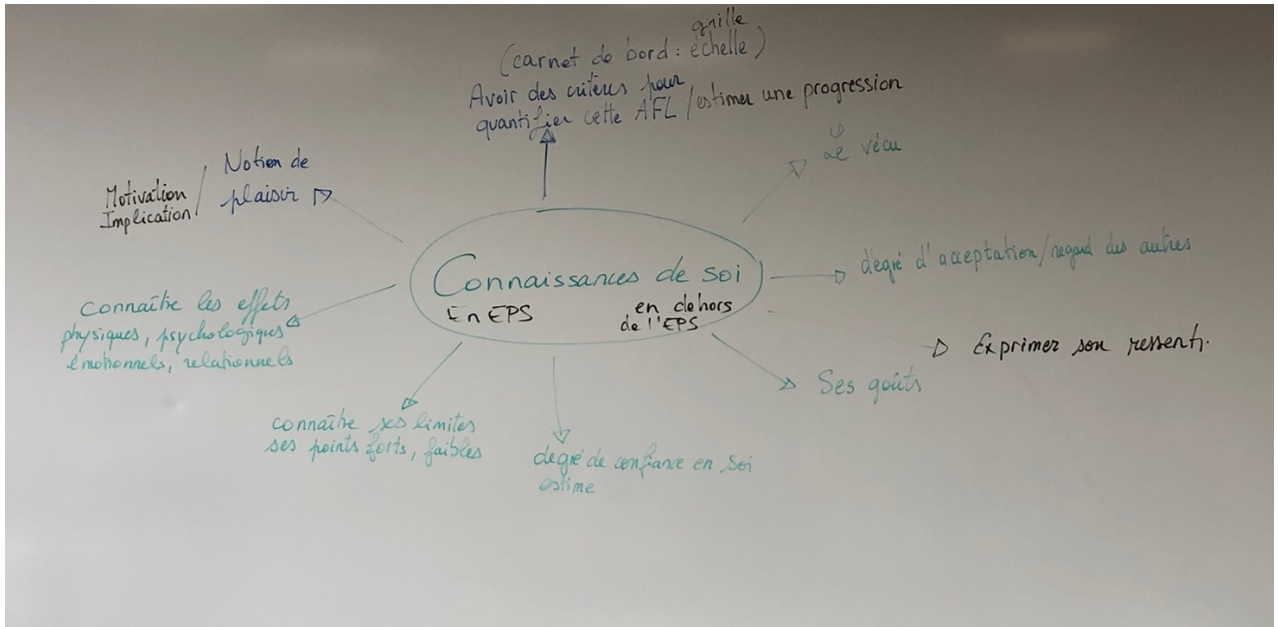 grille
(carnet de bord : échelle)
Avoir des critères pour
quantifier cette AFL / estimer une progression
Le vécu
Notion de
plaisir
Motivation /
Implication
dégré d'acceptation/regard des autres
Connaissances de soi
En EPS
en dehors
de l'EPS
connaître les effets
physiques, psychologiques
émotionnels, relationnels
Exprimer son ressenti.
Ses goûts
connaître ses limites
ses points forts, faibles
degré de confiance en soi
estime